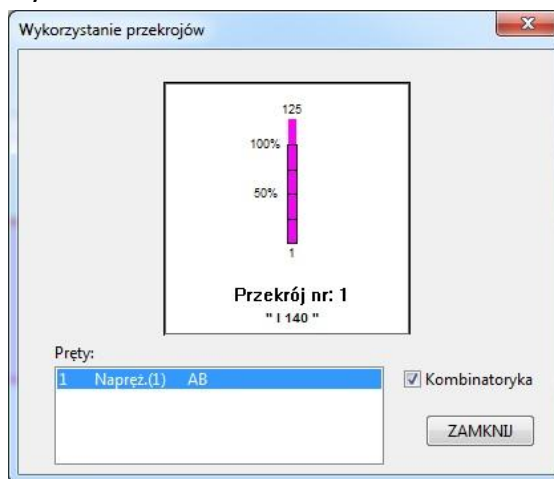 Wykorzystanie przekrojów
125
100%
50%
1
Przekrój nr: 1
" I 140 "
Pręty:
1 Napręż.(1) AB
Kombinatoryka
ZAMKNIJ